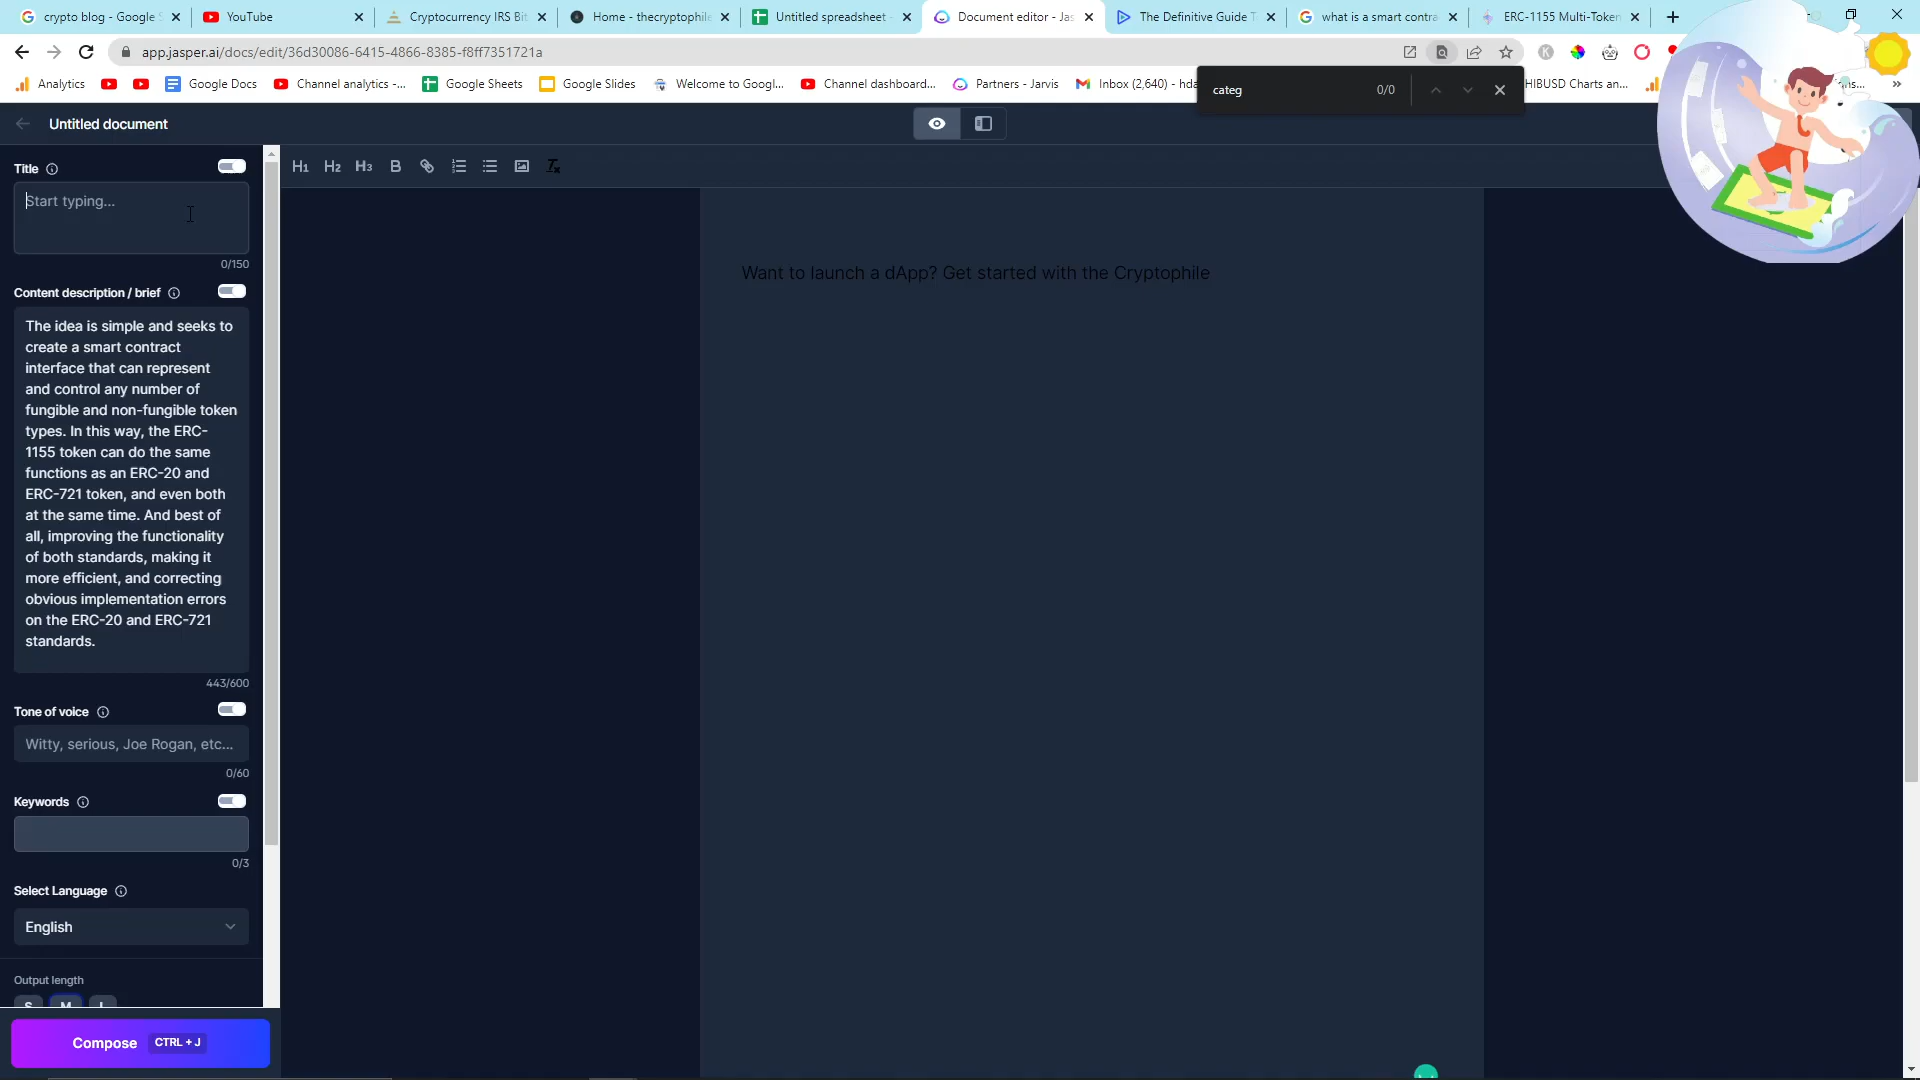 crypto blog - Google S
YouTube
Cryptocurrency IRS Bit
Home - thecryptophile
Untitled spreadsheet
Document editor - Jas
The Definitive Guide T
what is a smart contra
ERC-1155 Multi-Token
app.jasper.ai/docs/edit/36d30086-6415-4866-8385-f8ff7351721a
Analytics
Google Docs
Channel analytics -...
Google Sheets
Google Slides
Welcome to Googl...
Channel dashboard...
Partners - Jarvis
Inbox (2,640) - hda
HIBUSD Charts an...
categ
0/0
Untitled document
Title
Start typing...
0/150
H1 H2 H3 B
Want to launch a dApp? Get started with the Cryptophile
Content description / brief
The idea is simple and seeks to
create a smart contract
interface that can represent
and control any number of
fungible and non-fungible token
types. In this way, the ERC-
1155 token can do the same
functions as an ERC-20 and
ERC-721 token, and even both
at the same time. And best of
all, improving the functionality
of both standards, making it
more efficient, and correcting
obvious implementation errors
on the ERC-20 and ERC-721
standards.
443/600
Tone of voice
Witty, serious, Joe Rogan, etc...
0/60
Keywords
0/3
Select Language
English
Output length
S M L
Compose CTRL + J